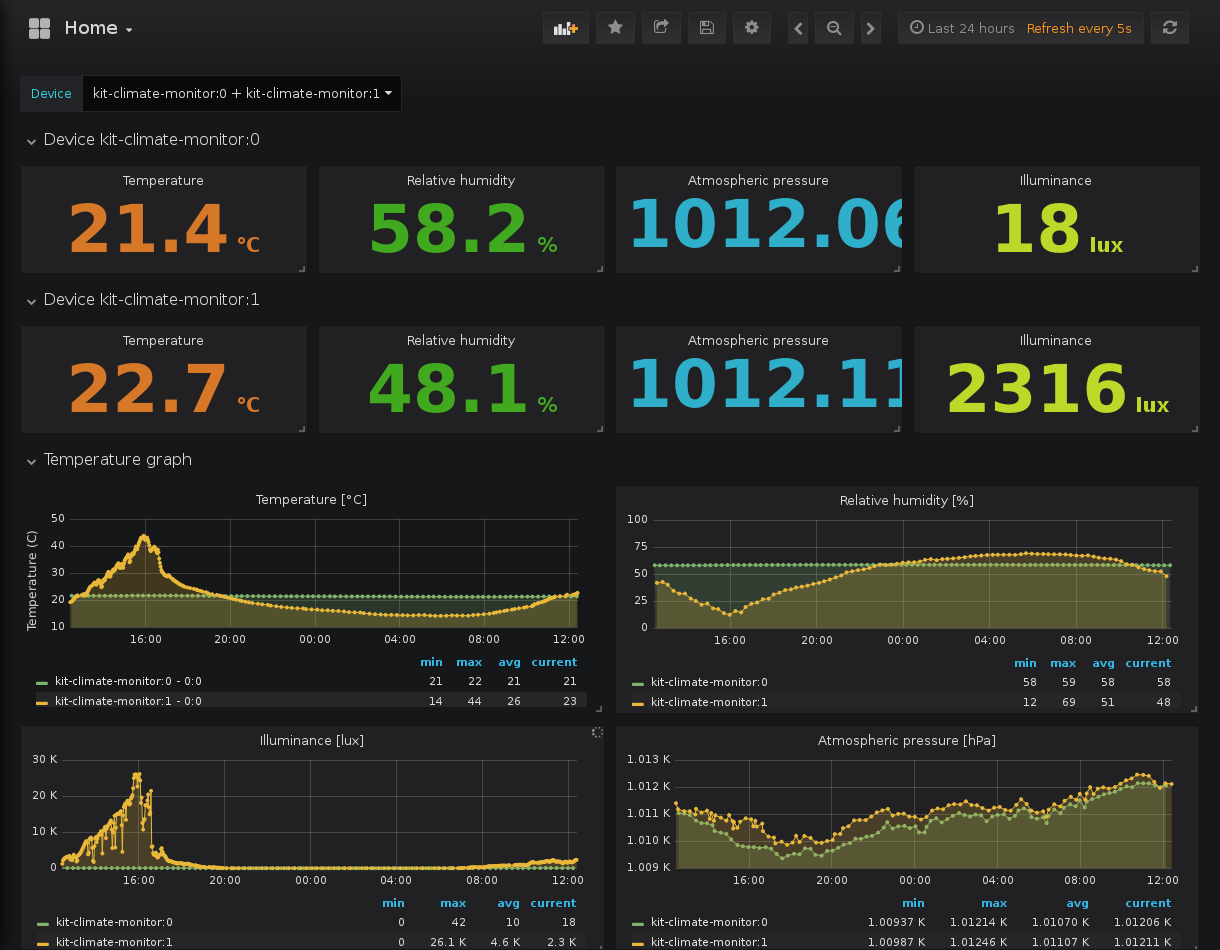 Home
Last 24 hours Refresh every 5s
Device kit-climate-monitor:0 + kit-climate-monitor:1
Device kit-climate-monitor:0
Temperature Relative humidity Atmospheric pressure Illuminance
21.4 °C 58.2 % 1012.06 18 lux
Device kit-climate-monitor:1
Temperature Relative humidity Atmospheric pressure Illuminance
22.7 °C 48.1 % 1012.11 2316 lux
Temperature graph
Temperature [°C]
Temperature (C)
50
40
30
20
10
16:00 20:00 00:00 04:00 08:00 12:00
min max avg current
kit-climate-monitor:0 - 0:0 21 22 21 21
kit-climate-monitor:1 - 0:0 14 44 26 23
Relative humidity [%]
100
75
50
25
0
16:00 20:00 00:00 04:00 08:00 12:00
min max avg current
kit-climate-monitor:0 58 59 58 58
kit-climate-monitor:1 12 69 51 48
Illuminance [lux]
30 K
20 K
10 K
0
16:00 20:00 00:00 04:00 08:00 12:00
min max avg current
kit-climate-monitor:0 0 42 10 18
kit-climate-monitor:1 0 26.1 K 4.6 K 2.3 K
Atmospheric pressure [hPa]
1.013 K
1.012 K
1.011 K
1.010 K
1.009 K
16:00 20:00 00:00 04:00 08:00 12:00
min max avg current
kit-climate-monitor:0 1.00937 K 1.01214 K 1.01070 K 1.01206 K
kit-climate-monitor:1 1.00987 K 1.01246 K 1.01107 K 1.01211 K